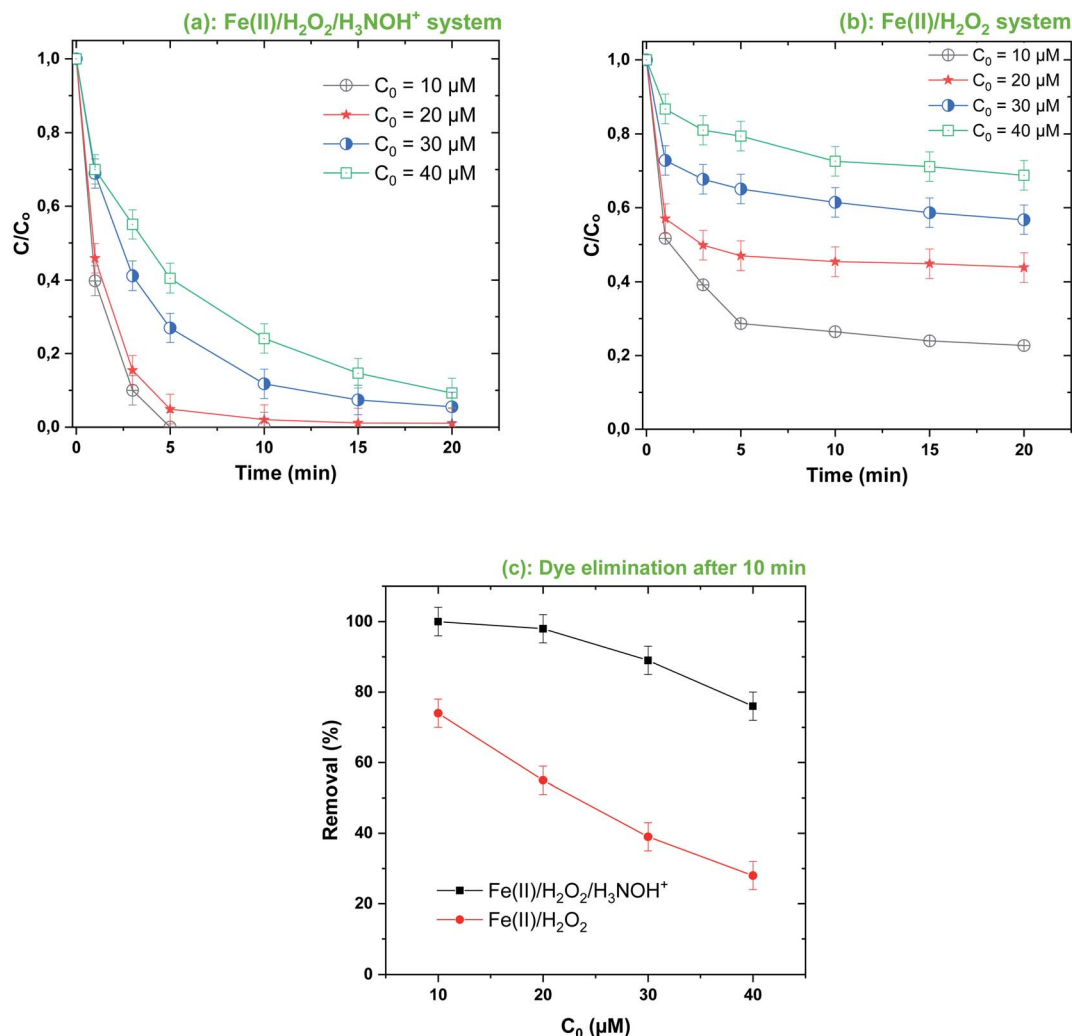 (a): Fe(II)/H₂O₂/H₃NOH⁺ system
1,0
0,8
0,6
0,4
0,2
0,0
C/Cₒ
C₀ = 10 µM
C₀ = 20 µM
C₀ = 30 µM
C₀ = 40 µM
0
5
10
15
20
Time (min)
(b): Fe(II)/H₂O₂ system
1,0
0,8
0,6
0,4
0,2
0,0
C/Cₒ
C₀ = 10 µM
C₀ = 20 µM
C₀ = 30 µM
C₀ = 40 µM
0
5
10
15
20
Time (min)
(c): Dye elimination after 10 min
100
80
60
40
20
0
Removal (%)
Fe(II)/H₂O₂/H₃NOH⁺
Fe(II)/H₂O₂
10
20
30
40
C₀ (µM)